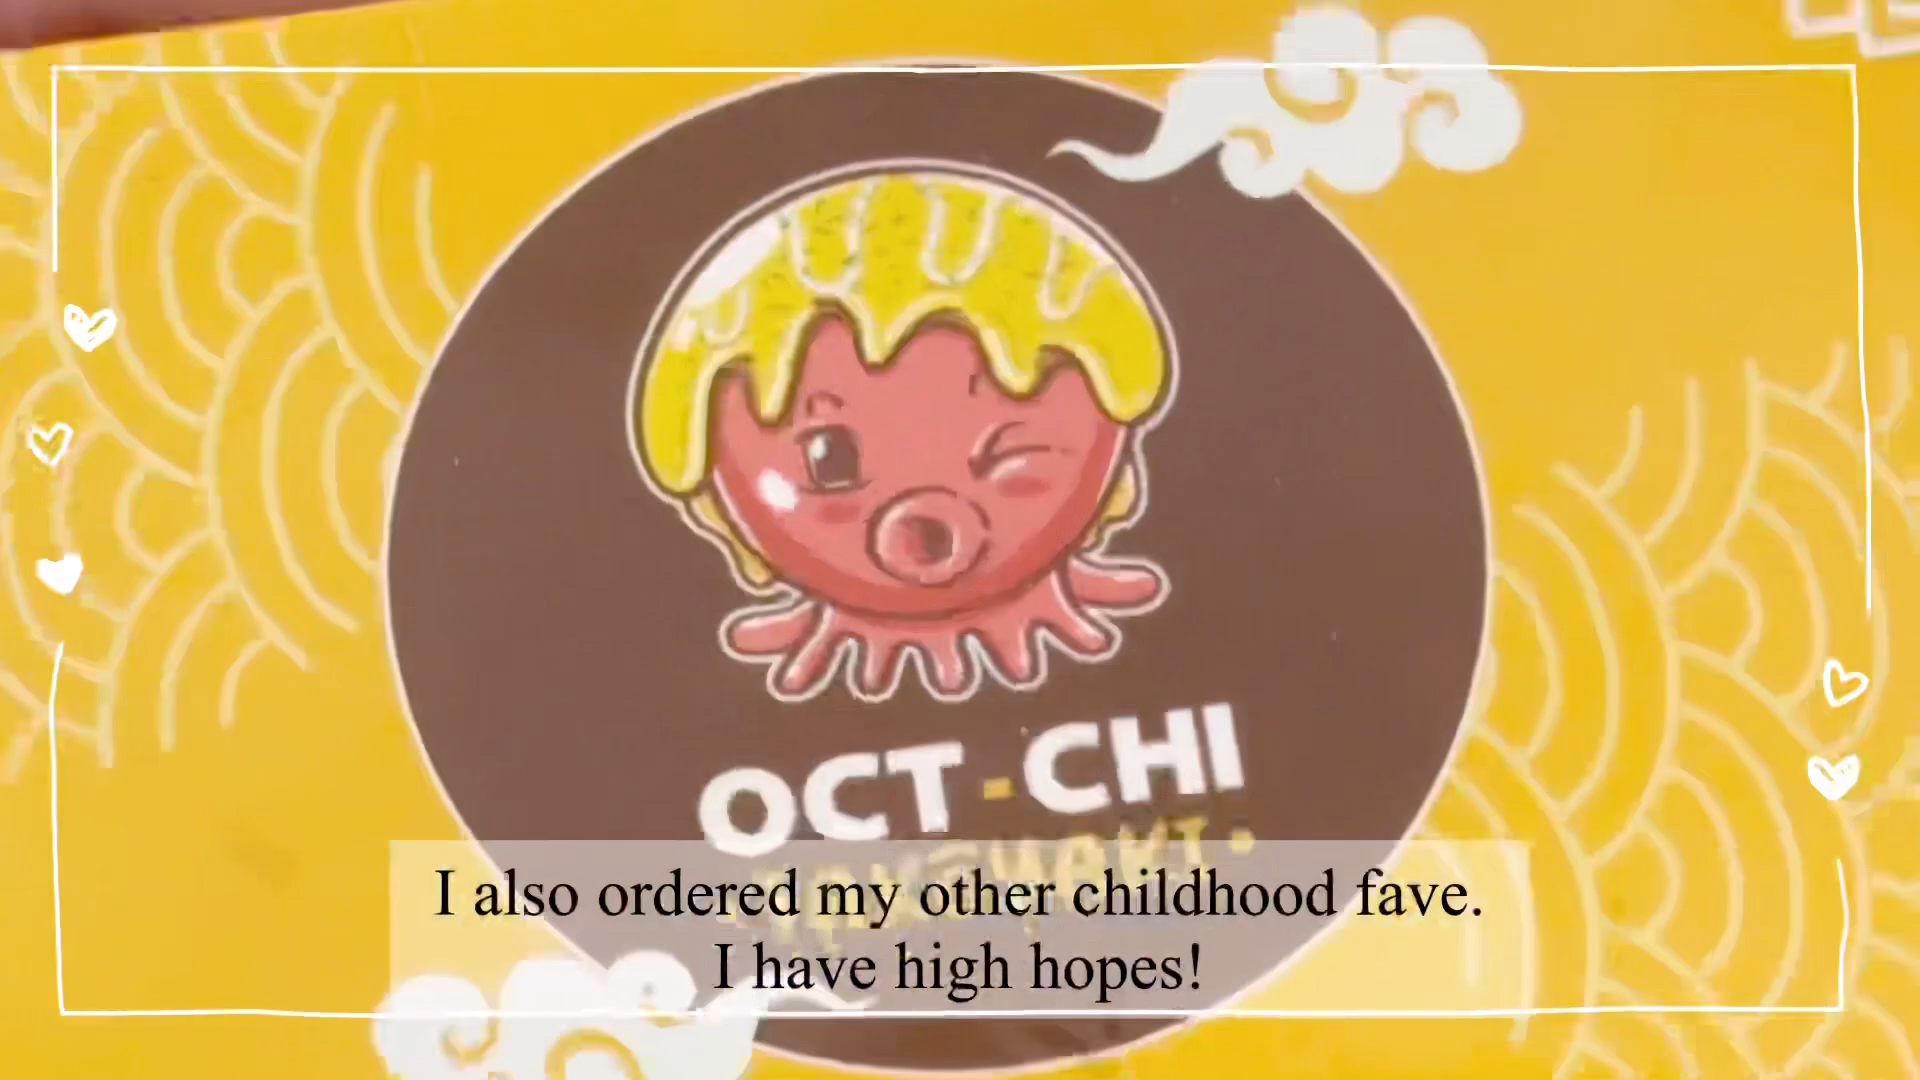 OCT-CHI
I also ordered my other childhood fave.
I have high hopes!